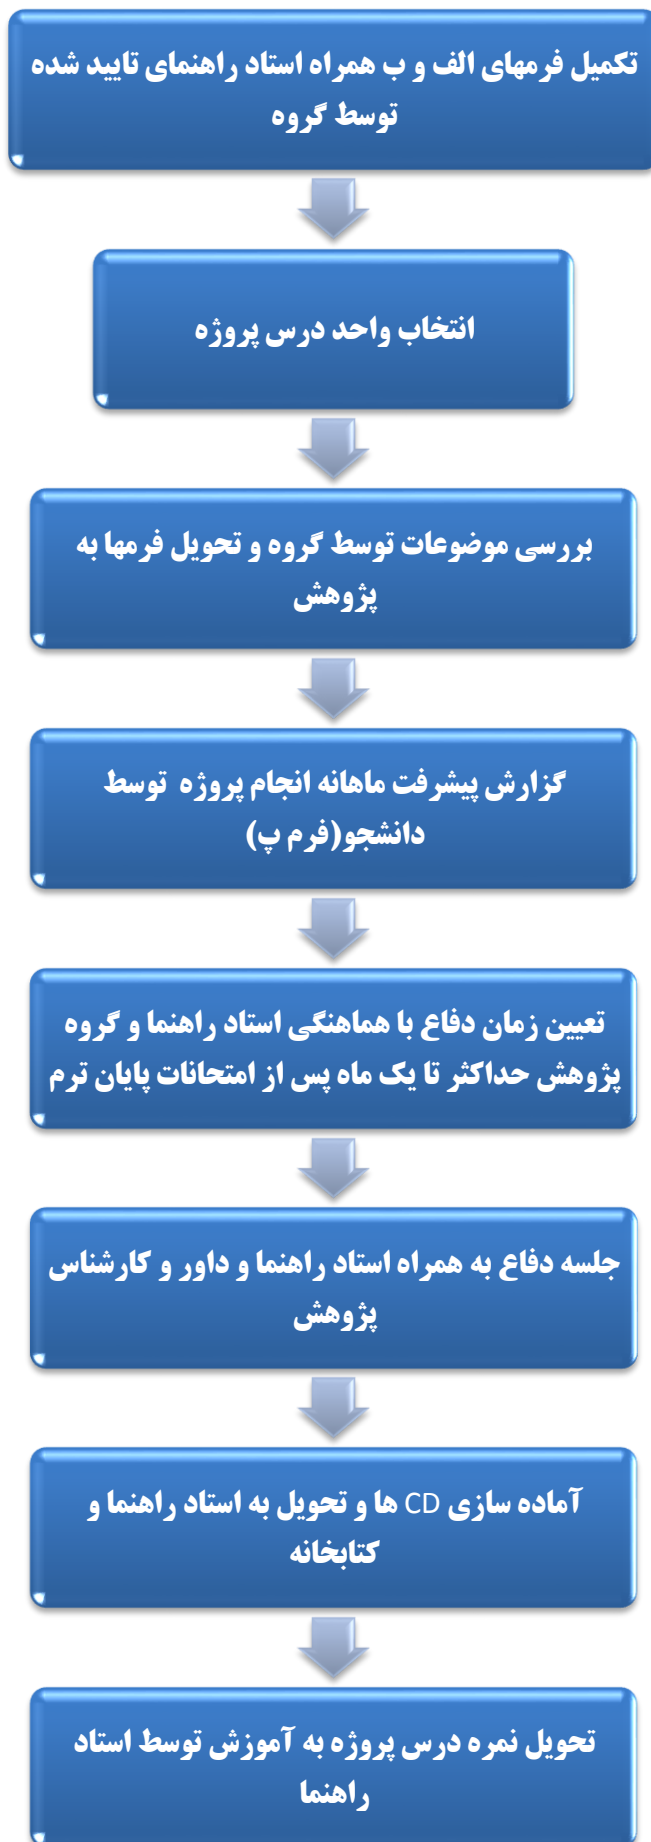 تکمیل فرمهای الف و ب همراه استاد راهنمای تایید شده
توسط گروه
انتخاب واحد درس پروژه
بررسی موضوعات توسط گروه و تحویل فرمها به
پژوهش
گزارش پیشرفت ماهانه انجام پروژه توسط
دانشجو(فرم پ)
تعیین زمان دفاع با هماهنگی استاد راهنما و گروه
پژوهش حداکثر تا یک ماه پس از امتحانات پایان ترم
جلسه دفاع به همراه استاد راهنما و داور و کارشناس
پژوهش
آماده سازی CD ها و تحویل به استاد راهنما و
کتابخانه
تحویل نمره درس پروژه به آموزش توسط استاد
راهنما